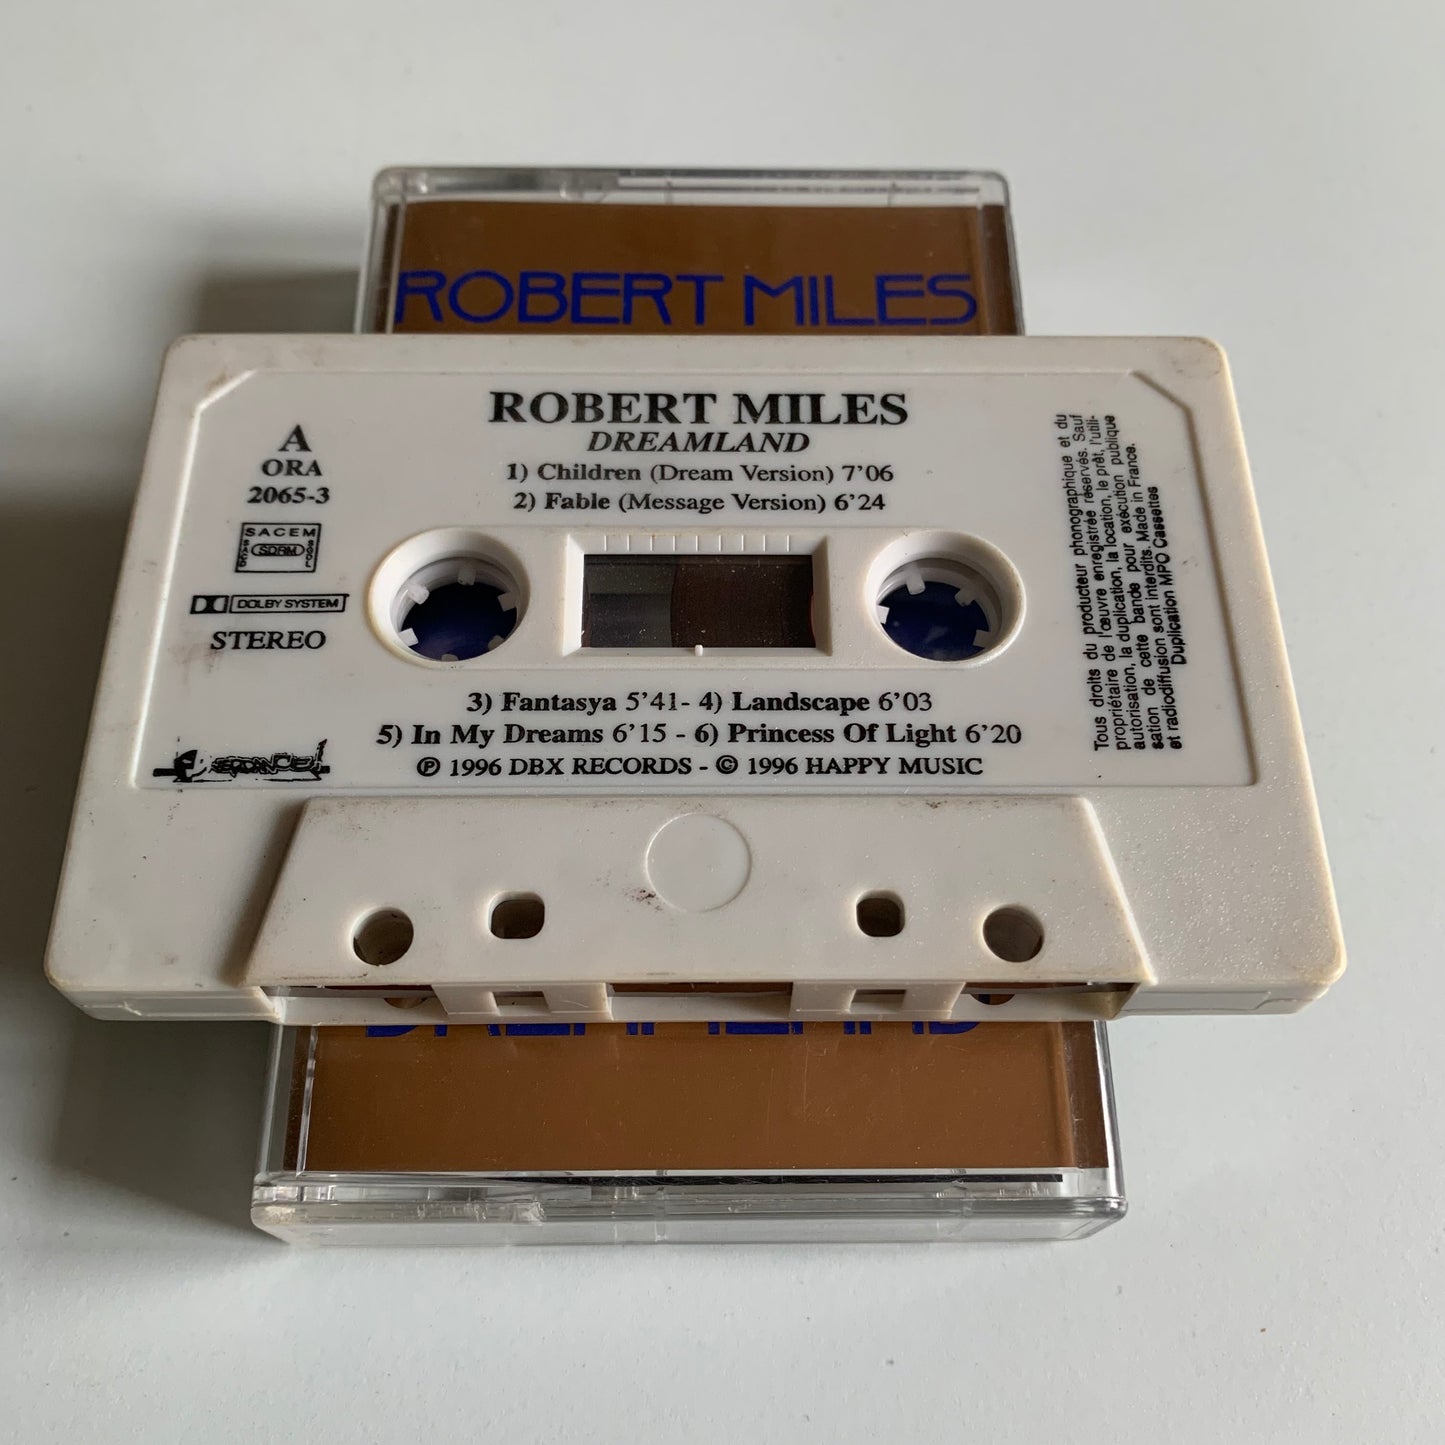 ROBERT MILES
ROBERT MILES
DREAMLAND
1) Children (Dream Version) 7'06
2) Fable (Message Version) 6'24
A
ORA
2065-3
SACEM
SACD SDRM SGDL
DOLBY SYSTEM
STEREO
3) Fantasya 5'41- 4) Landscape 6'03
5) In My Dreams 6'15 - 6) Princess Of Light 6'20
℗ 1996 DBX RECORDS - © 1996 HAPPY MUSIC
Tous droits du producteur phonographique et du
propriétaire de l'œuvre enregistrée réservés. Sauf
autorisation, la duplication, la location, le prêt, l'utili-
sation de cette bande pour exécution publique
et radiodiffusion sont interdits. Made in France.
Duplication MPO Cassettes
DREAMLAND